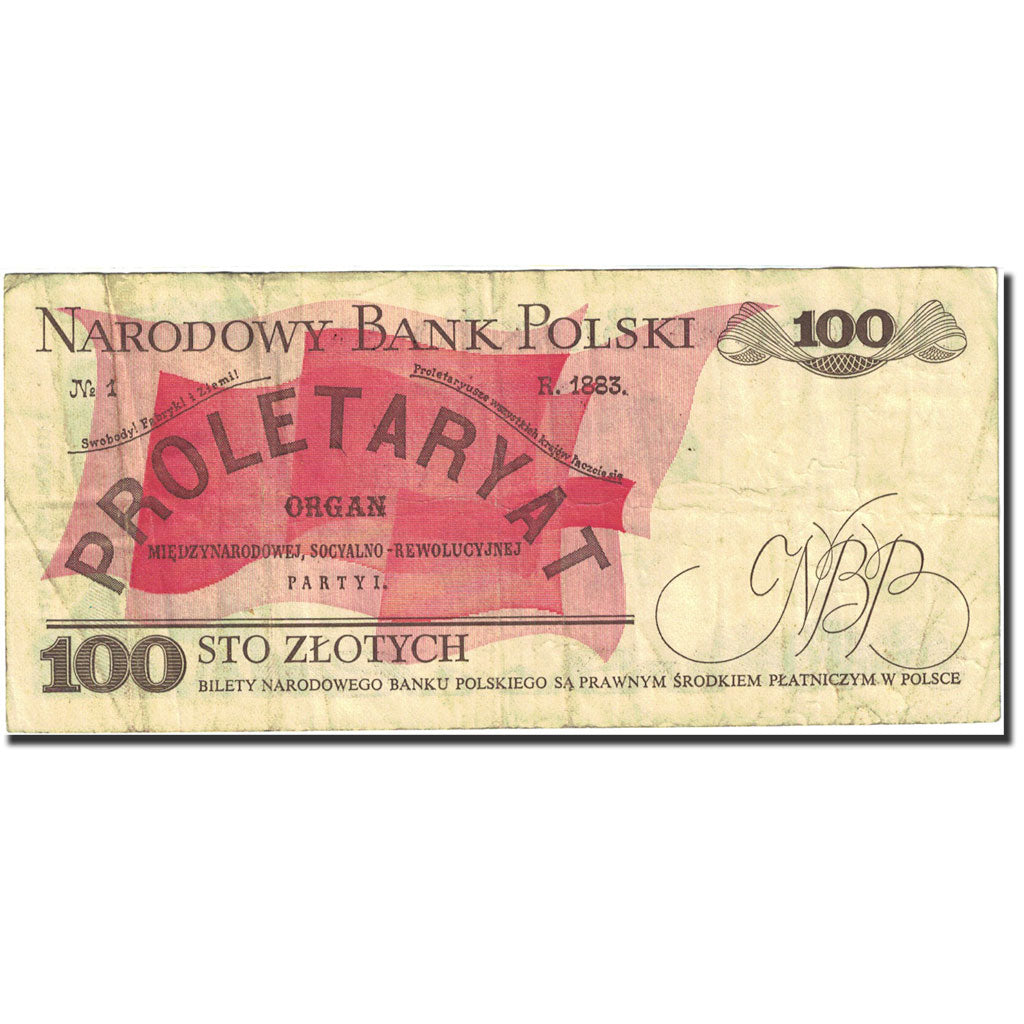 NARODOWY BANK POLSKI
100
№ 1
R. 1883.
Swobody! Fabryki i Ziemi!
Proletaryusze wszystkich krajów łączcie się
PROLETARYAT
ORGAN
MIĘDZYNARODOWEJ, SOCYALNO-REWOLUCYJNEJ
PARTYI.
NBP
100 STO ZŁOTYCH
BILETY NARODOWEGO BANKU POLSKIEGO SĄ PRAWNYM ŚRODKIEM PŁATNICZYM W POLSCE